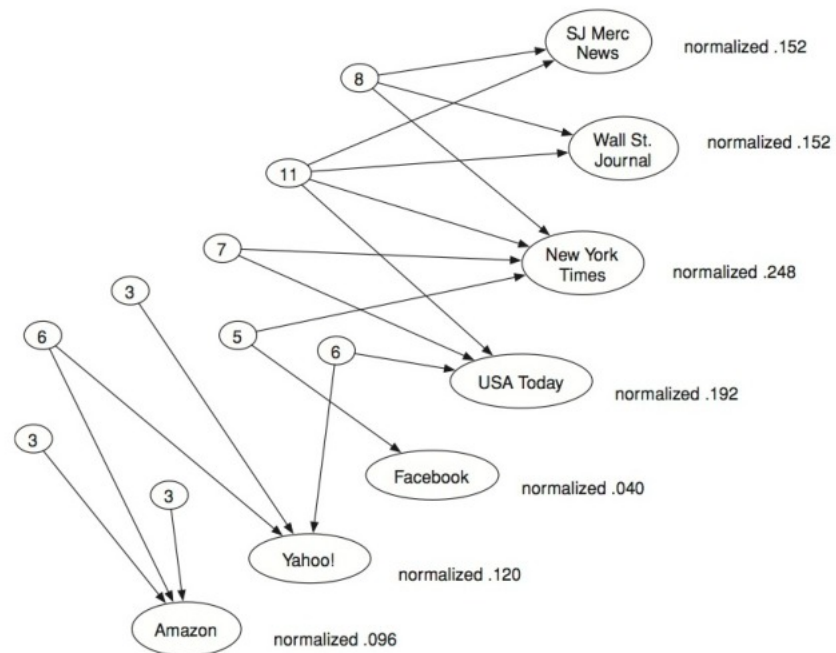 SJ Merc
News
normalized .152
8
Wall St.
Journal
normalized .152
11
7
New York
Times
normalized .248
3
6
5
6
USA Today
normalized .192
3
Facebook
normalized .040
3
Yahoo!
normalized .120
Amazon
normalized .096